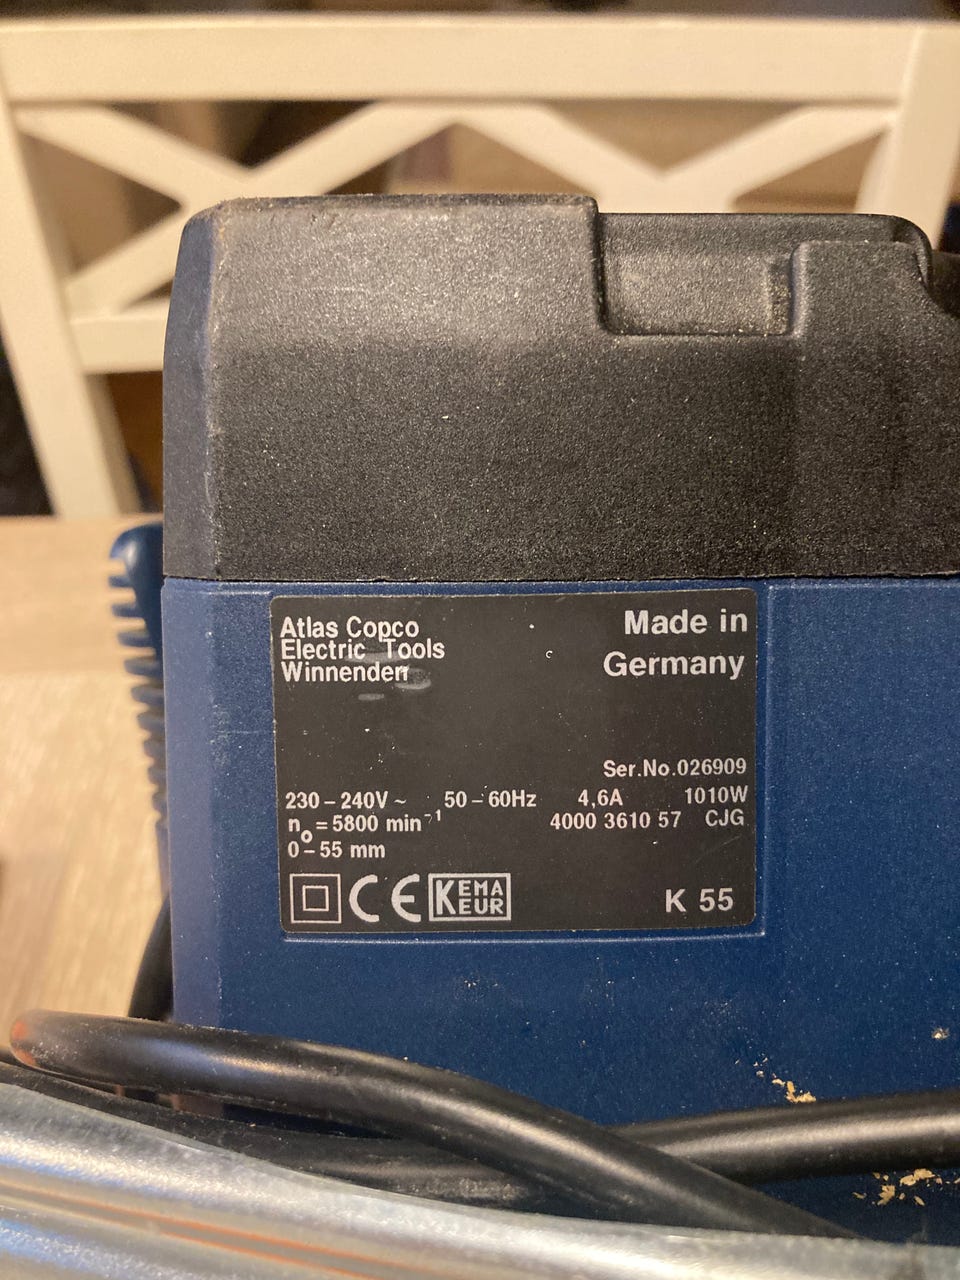 Atlas Copco
Electric Tools
Winnenden
Made in
Germany
Ser.No.026909
230 – 240V ~ 50 – 60Hz 4,6A 1010W
n₀ = 5800 min⁻¹ 4000 3610 57 CJG
0 – 55 mm
CE KEMA EUR K 55